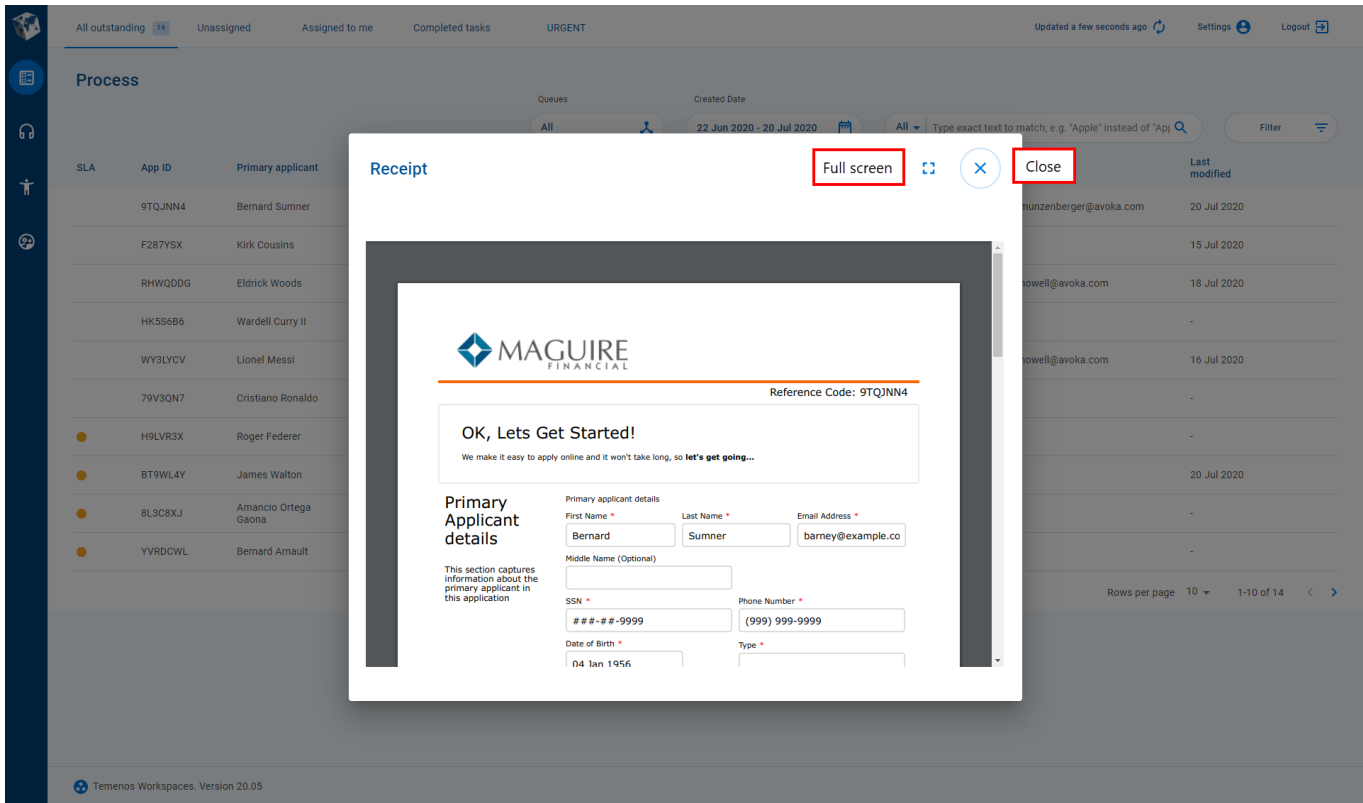 All outstanding 14 Unassigned Assigned to me Completed tasks URGENT Updated a few seconds ago Settings Logout
Process
Queues Created Date
All 22 Jun 2020 - 20 Jul 2020 All Type exact text to match; e.g. "Apple" instead of "Ap Filter
SLA App ID Primary applicant Last
modified
Receipt Full screen Close
9TQJNN4 Bernard Sumner munzenberger@avoka.com 20 Jul 2020
F287YSX Kirk Cousins 15 Jul 2020
RHWQDDG Eldrick Woods howell@avoka.com 18 Jul 2020
HK5S6B6 Wardell Curry II -
WY3LYCV Lionel Messi howell@avoka.com 16 Jul 2020
79V3QN7 Cristiano Ronaldo -
H9LVR3X Roger Federer -
BT9WL4Y James Walton 20 Jul 2020
8L3C8XJ Amancio Ortega
Gaona -
YVRDCWL Bernard Arnault -
Rows per page 10 1-10 of 14
MAGUIRE
FINANCIAL
Reference Code: 9TQJNN4
OK, Lets Get Started!
We make it easy to apply online and it won't take long, so let's get going...
Primary
Applicant
details
This section captures
information about the
primary applicant in
this application
Primary applicant details
First Name * Last Name * Email Address *
Bernard Sumner barney@example.co
Middle Name (Optional)
SSN * Phone Number *
###-##-9999 (999) 999-9999
Date of Birth * Type *
04 Jan 1956
Temenos Workspaces. Version 20.05